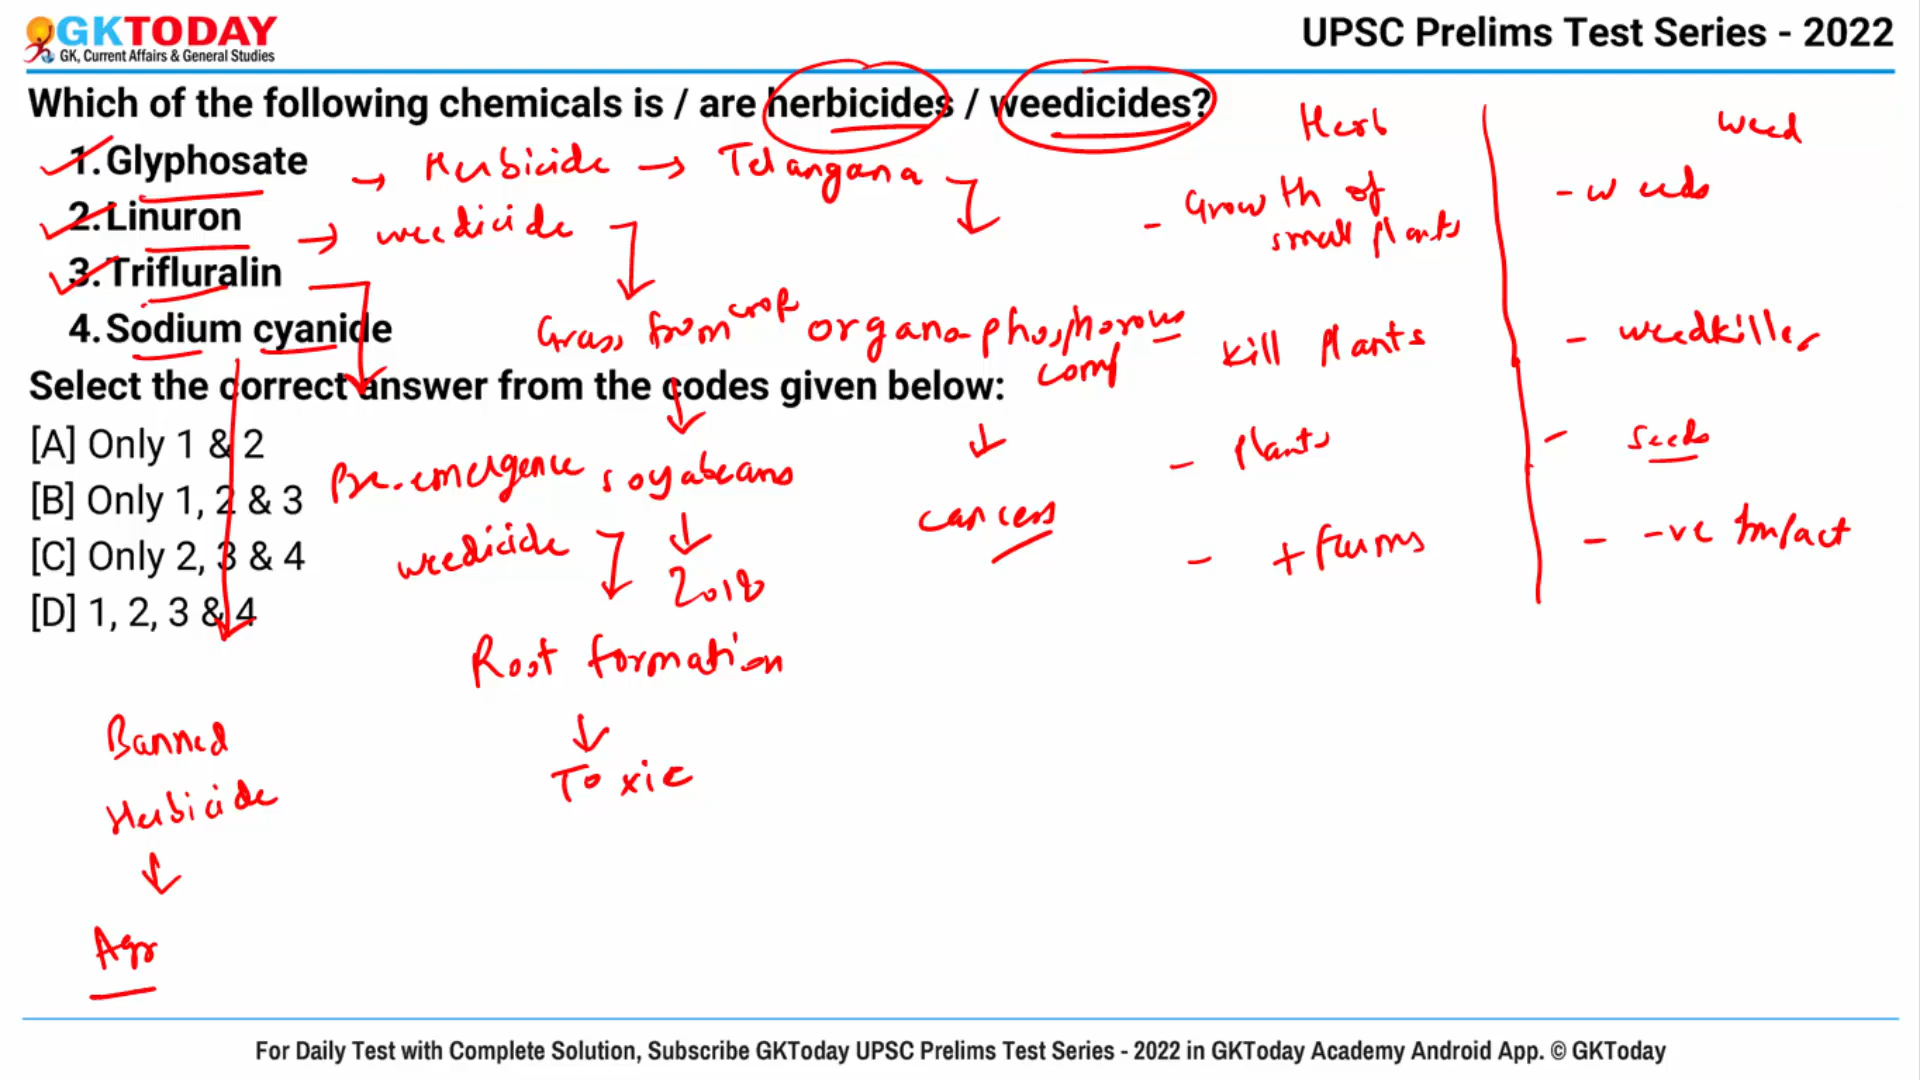 GKTODAY
GK, Current Affairs & General Studies
UPSC Prelims Test Series - 2022
Which of the following chemicals is / are herbicides / weedicides?
1. Glyphosate
→ Herbicide → Telangana
2. Linuron
→ weedicide
3. Trifluralin
4. Sodium cyanide
Grass from crop
organo-phosphorous
comp
Select the correct answer from the codes given below:
[A] Only 1 & 2
[B] Only 1, 2 & 3
[C] Only 2, 3 & 4
[D] 1, 2, 3 & 4
Pre-emergence
weedicide
soyabeans
2018
cancers
Root formation
Toxic
Banned
Herbicide
Agr
Herb
- Growth of
small plants
Kill Plants
- Plants
- + Farms
weed
- weeds
- weedkiller
- seeds
- -ve Impact
For Daily Test with Complete Solution, Subscribe GKToday UPSC Prelims Test Series - 2022 in GKToday Academy Android App. © GKToday